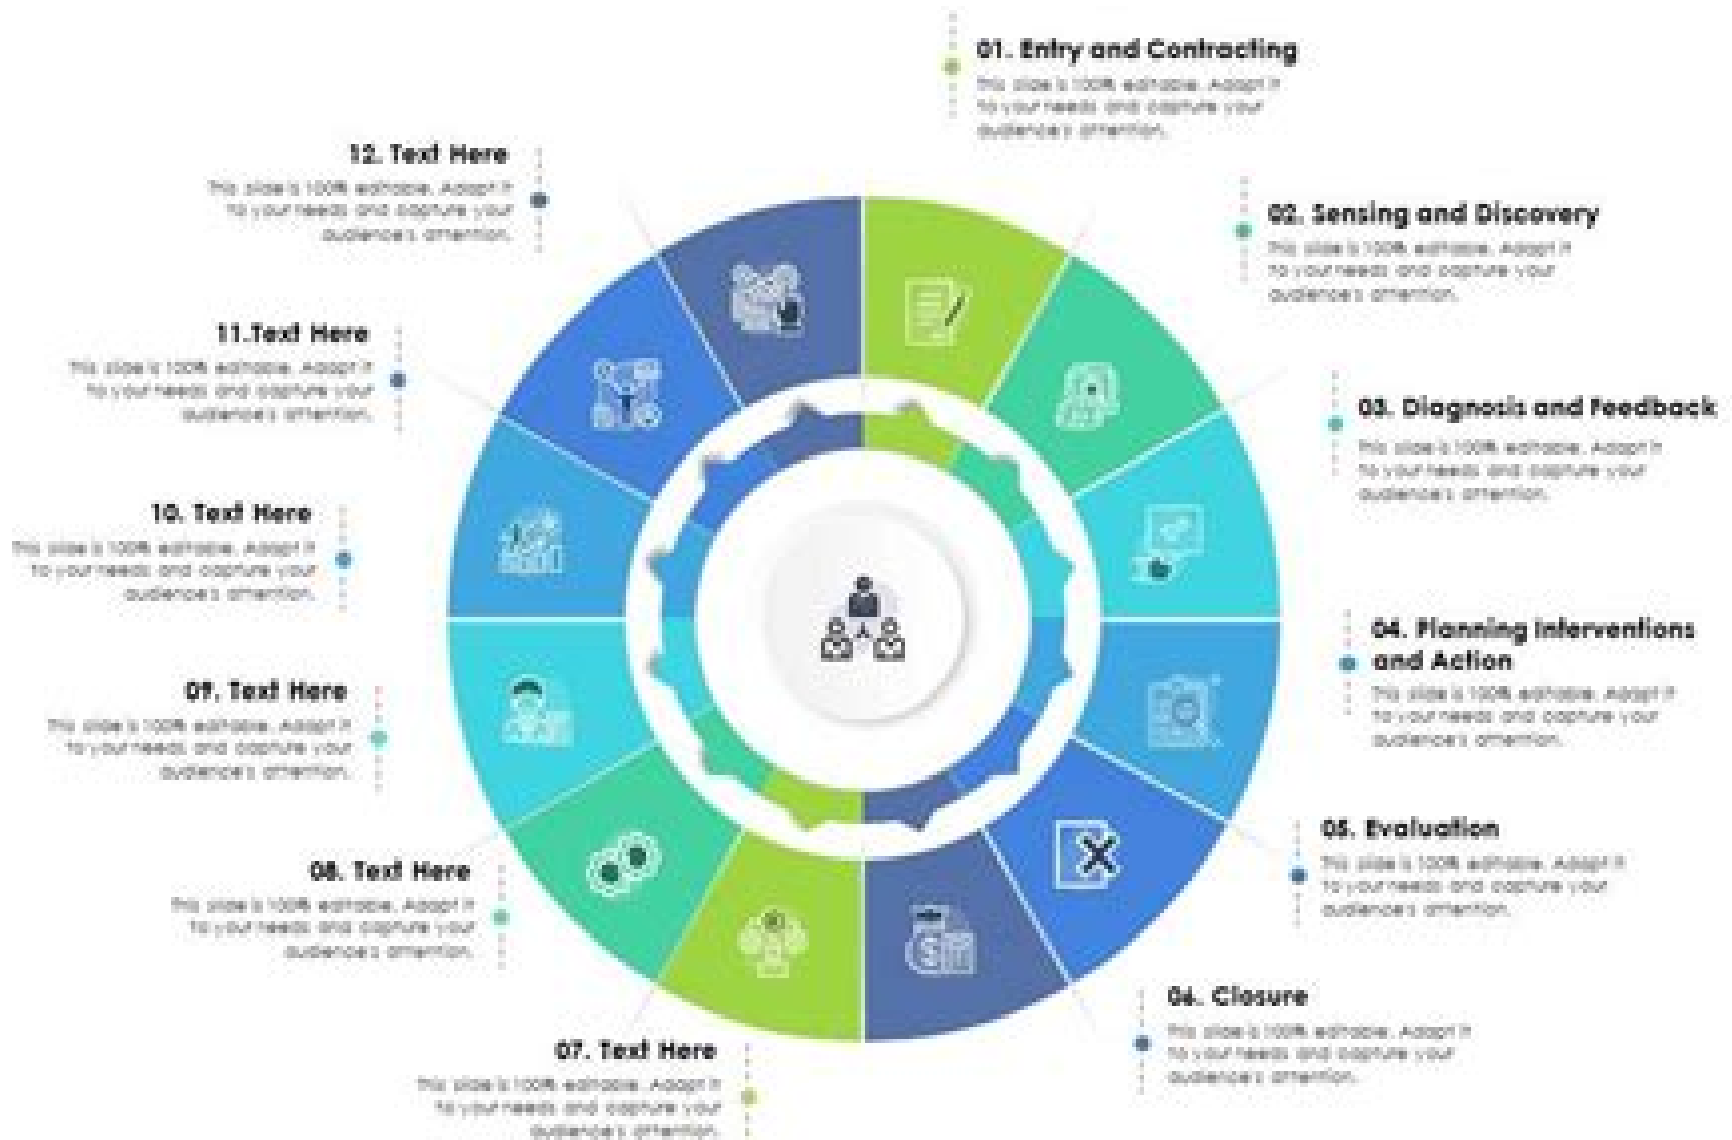 01. Entry and Contracting
This slide is 100% editable. Adapt it
to your needs and capture your
audience's attention.
02. Sensing and Discovery
This slide is 100% editable. Adapt it
to your needs and capture your
audience's attention.
03. Diagnosis and Feedback
This slide is 100% editable. Adapt it
to your needs and capture your
audience's attention.
04. Planning Interventions
and Action
This slide is 100% editable. Adapt it
to your needs and capture your
audience's attention.
05. Evaluation
This slide is 100% editable. Adapt it
to your needs and capture your
audience's attention.
06. Closure
This slide is 100% editable. Adapt it
to your needs and capture your
audience's attention.
07. Text Here
This slide is 100% editable. Adapt it
to your needs and capture your
audience's attention.
08. Text Here
This slide is 100% editable. Adapt it
to your needs and capture your
audience's attention.
09. Text Here
This slide is 100% editable. Adapt it
to your needs and capture your
audience's attention.
10. Text Here
This slide is 100% editable. Adapt it
to your needs and capture your
audience's attention.
11.Text Here
This slide is 100% editable. Adapt it
to your needs and capture your
audience's attention.
12. Text Here
This slide is 100% editable. Adapt it
to your needs and capture your
audience's attention.